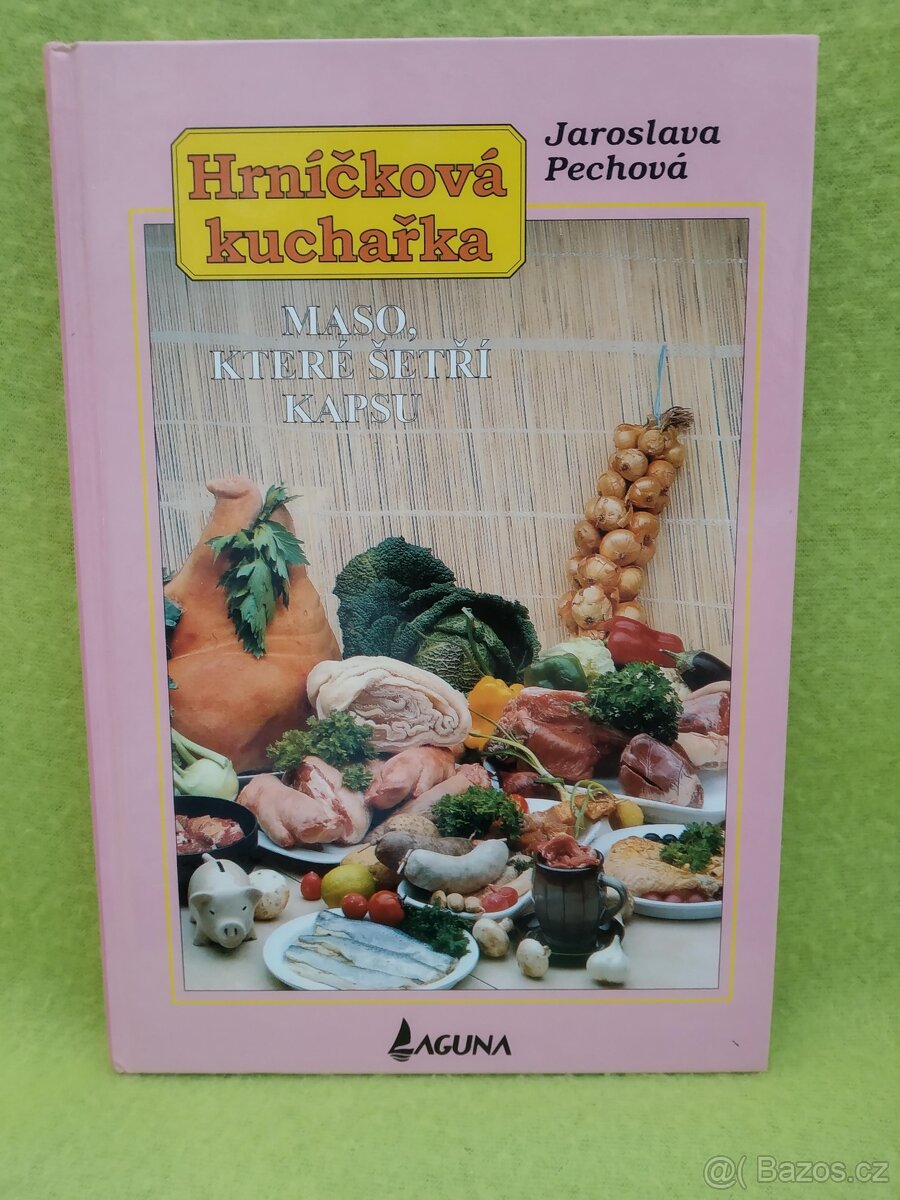 Jaroslava
Pechová
Hrníčková
kuchařka
MASO,
KTERÉ ŠETŘÍ
KAPSU
LAGUNA
@( Bazos.cz